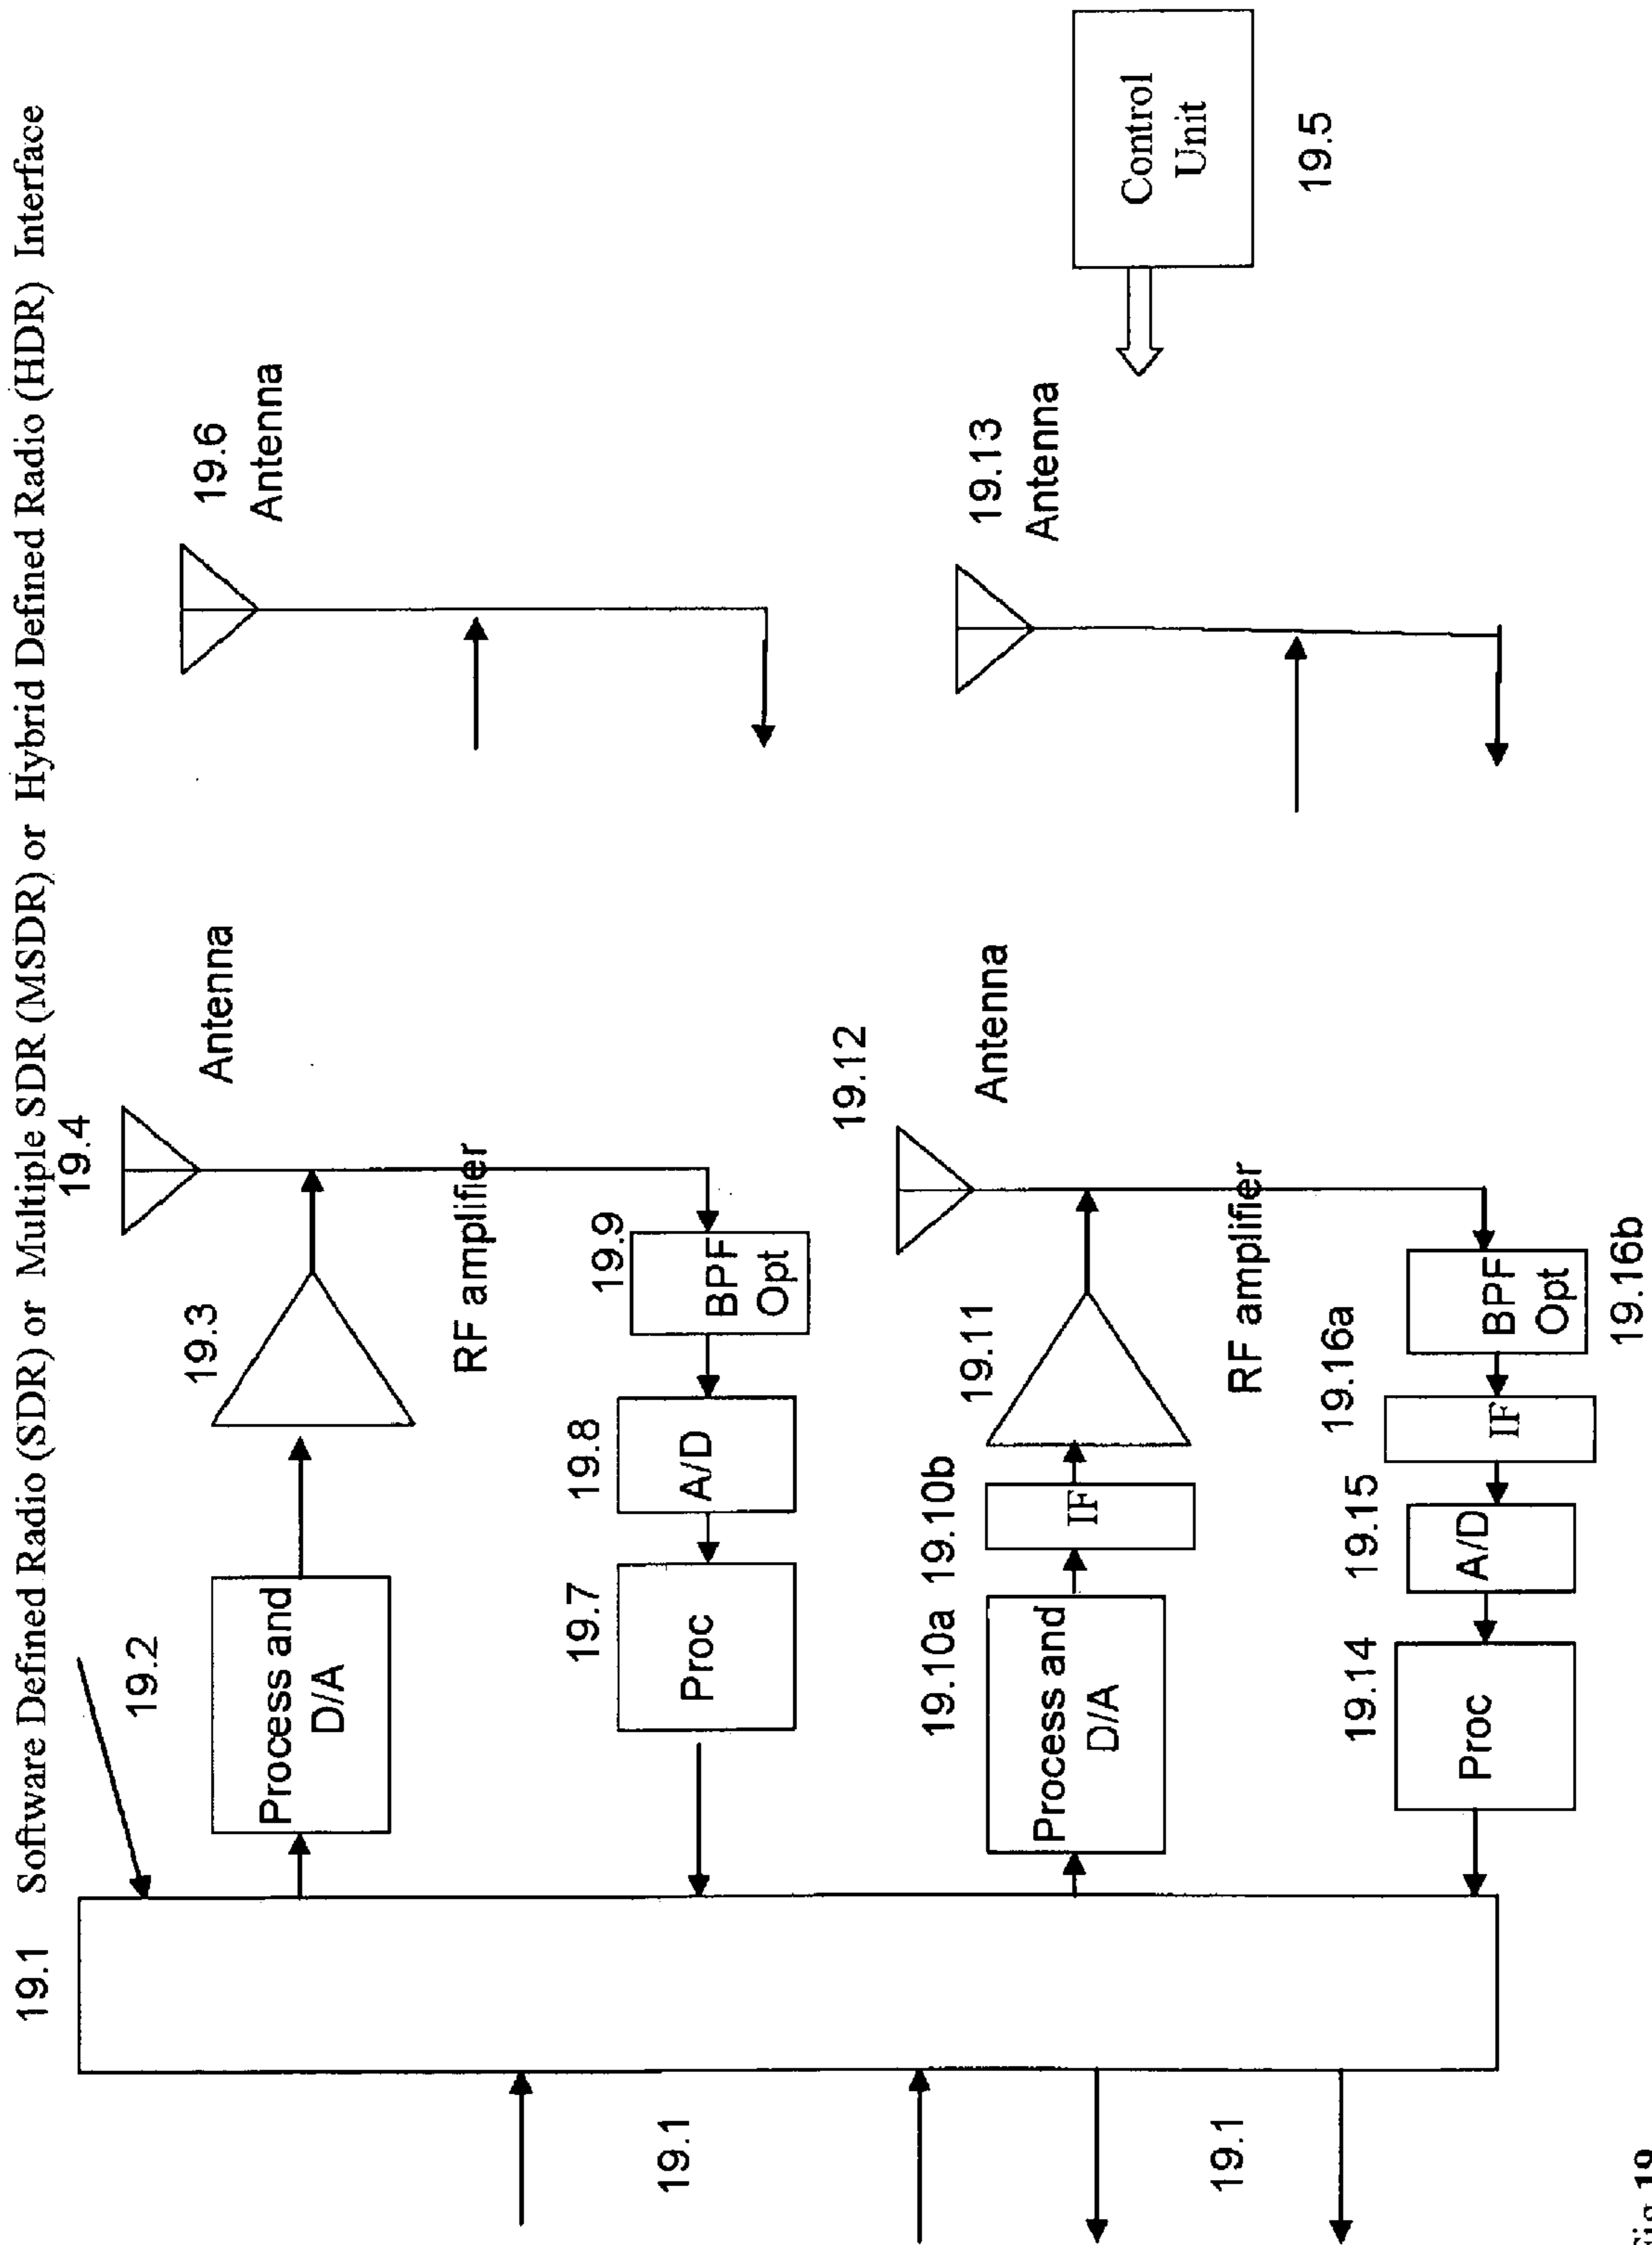 19.1 Software Defined Radio (SDR) or Multiple SDR (MSDR) or Hybrid Defined Radio (HDR) Interface
19.4
Antenna
19.6
Antenna
19.2
19.3
Process and
D/A
RF amplifier
19.7
19.8
19.9
Proc
A/D
BPF
Opt
19.1
19.12
Antenna
19.13
Antenna
19.10a
19.10b
19.11
Process and
D/A
IF
RF amplifier
Control
Unit
19.5
19.1
19.14
19.15
19.16a
Proc
A/D
IF
BPF
Opt
19.16b
19